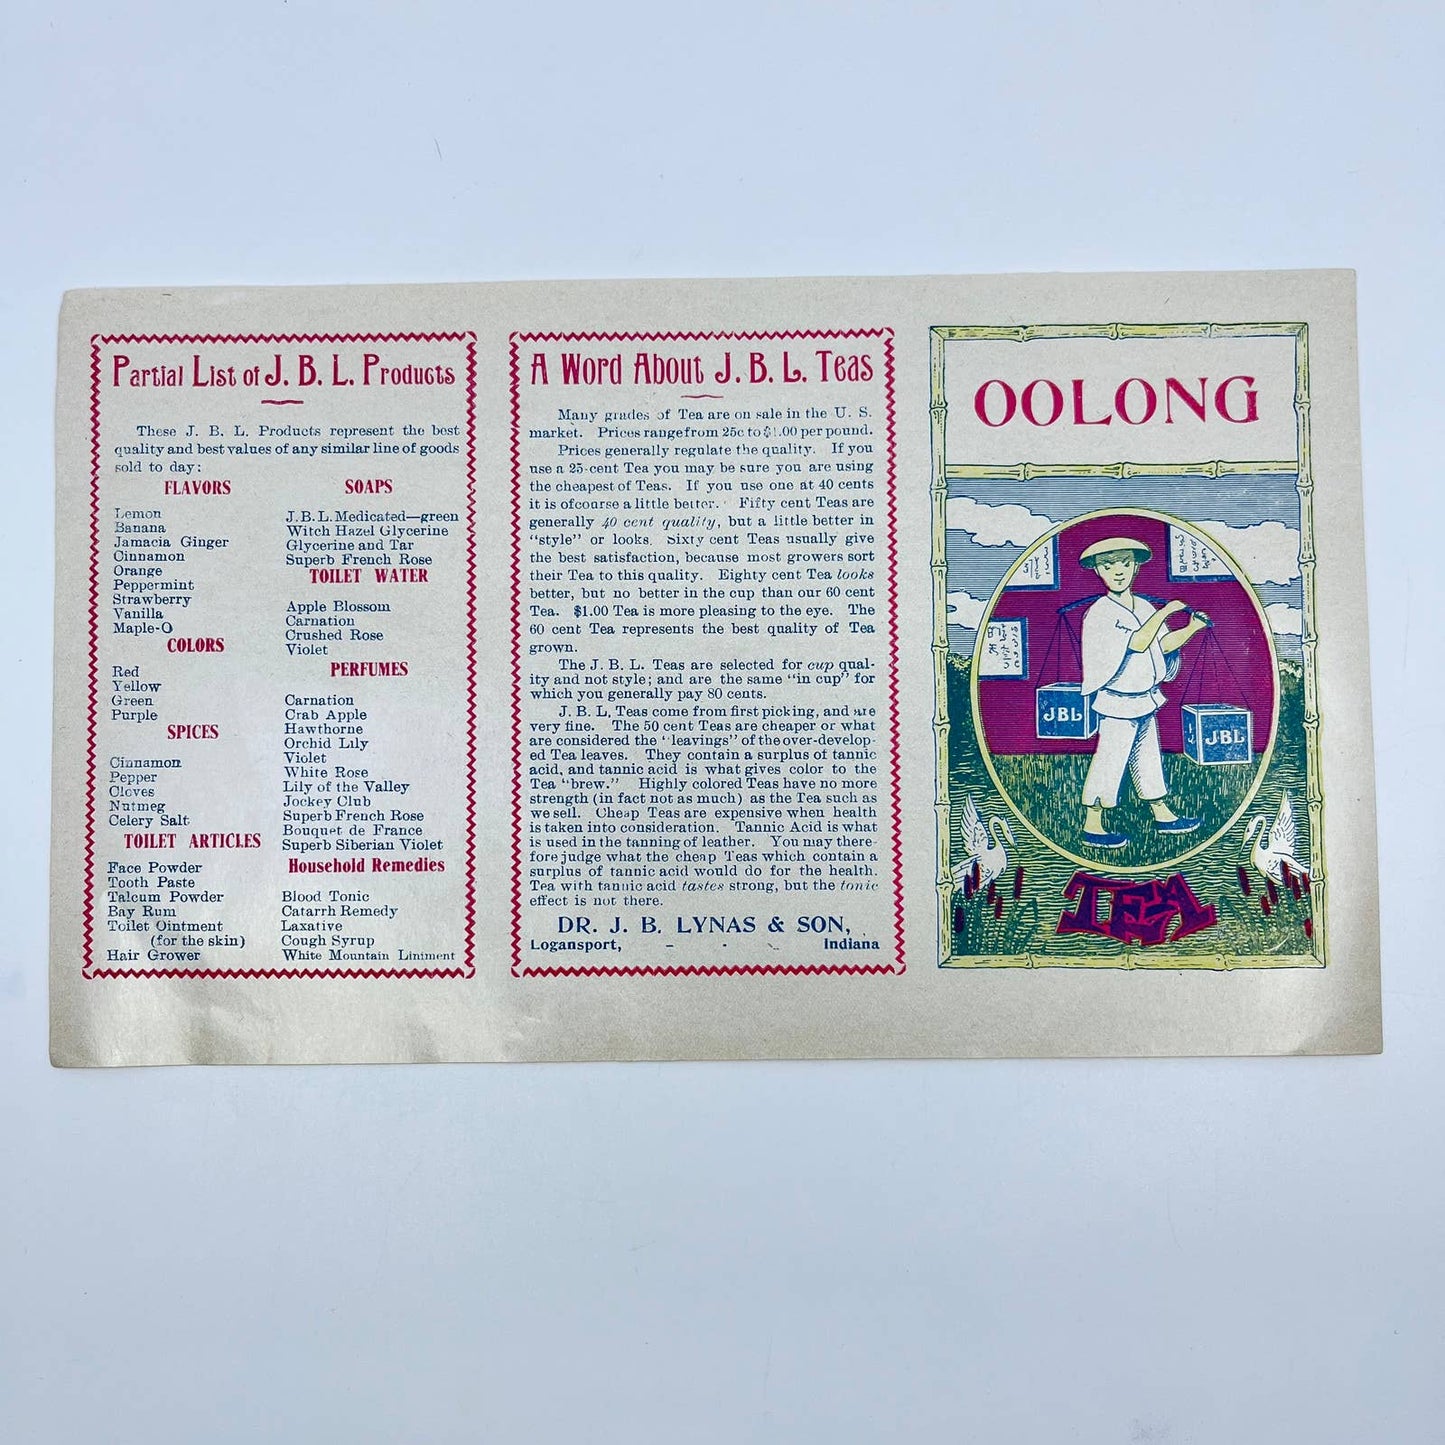 Partial List of J. B. L. Products
These J. B. L. Products represent the best
quality and best values of any similar line of goods
sold to day:
FLAVORS
Lemon
Banana
Jamacia Ginger
Cinnamon
Orange
Peppermint
Strawberry
Vanilla
Maple-O
COLORS
Red
Yellow
Green
Purple
SPICES
Cinnamon
Pepper
Cloves
Nutmeg
Celery Salt
TOILET ARTICLES
Face Powder
Tooth Paste
Talcum Powder
Bay Rum
Toilet Ointment
(for the skin)
Hair Grower
SOAPS
J. B. L. Medicated—green
Witch Hazel Glycerine
Glycerine and Tar
Superb French Rose
TOILET WATER
Apple Blossom
Carnation
Crushed Rose
Violet
PERFUMES
Carnation
Crab Apple
Hawthorne
Orchid Lily
Violet
White Rose
Lily of the Valley
Jockey Club
Superb French Rose
Bouquet de France
Superb Siberian Violet
Household Remedies
Blood Tonic
Catarrh Remedy
Laxative
Cough Syrup
White Mountain Liniment
A Word About J. B. L. Teas
Many grades of Tea are on sale in the U. S.
market. Prices range from 25c to $1.00 per pound.
Prices generally regulate the quality. If you
use a 25-cent Tea you may be sure you are using
the cheapest of Teas. If you use one at 40 cents
it is ofcourse a little better. Fifty cent Teas are
generally 40 cent quality, but a little better in
"style" or looks. Sixty cent Teas usually give
the best satisfaction, because most growers sort
their Tea to this quality. Eighty cent Tea looks
better, but no better in the cup than our 60 cent
Tea. $1.00 Tea is more pleasing to the eye. The
60 cent Tea represents the best quality of Tea
grown.
The J. B. L. Teas are selected for cup qual-
ity and not style; and are the same "in cup" for
which you generally pay 80 cents.
J. B. L. Teas come from first picking, and are
very fine. The 50 cent Teas are cheaper or what
are considered the "leavings" of the over-develop-
ed Tea leaves. They contain a surplus of tannic
acid, and tannic acid is what gives color to the
Tea "brew." Highly colored Teas have no more
strength (in fact not as much) as the Tea such as
we sell. Cheap Teas are expensive when health
is taken into consideration. Tannic Acid is what
is used in the tanning of leather. You may there-
fore judge what the cheap Teas which contain a
surplus of tannic acid would do for the health.
Tea with tannic acid tastes strong, but the tonic
effect is not there.
DR. J. B. LYNAS & SON,
Logansport, - - - Indiana
OOLONG
JBL
JBL
TEA